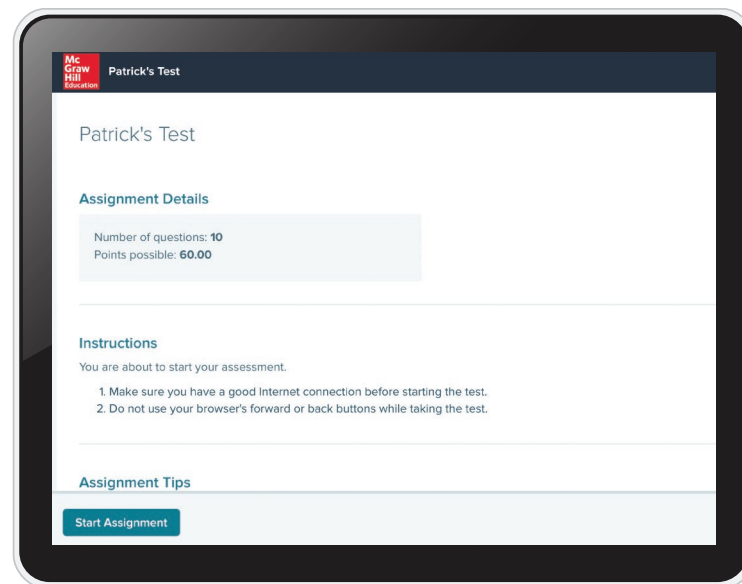 Mc
Graw
Hill
Education
Patrick's Test
Patrick's Test
Assignment Details
Number of questions: 10
Points possible: 60.00
Instructions
You are about to start your assessment.
1. Make sure you have a good Internet connection before starting the test.
2. Do not use your browser's forward or back buttons while taking the test.
Assignment Tips
Start Assignment